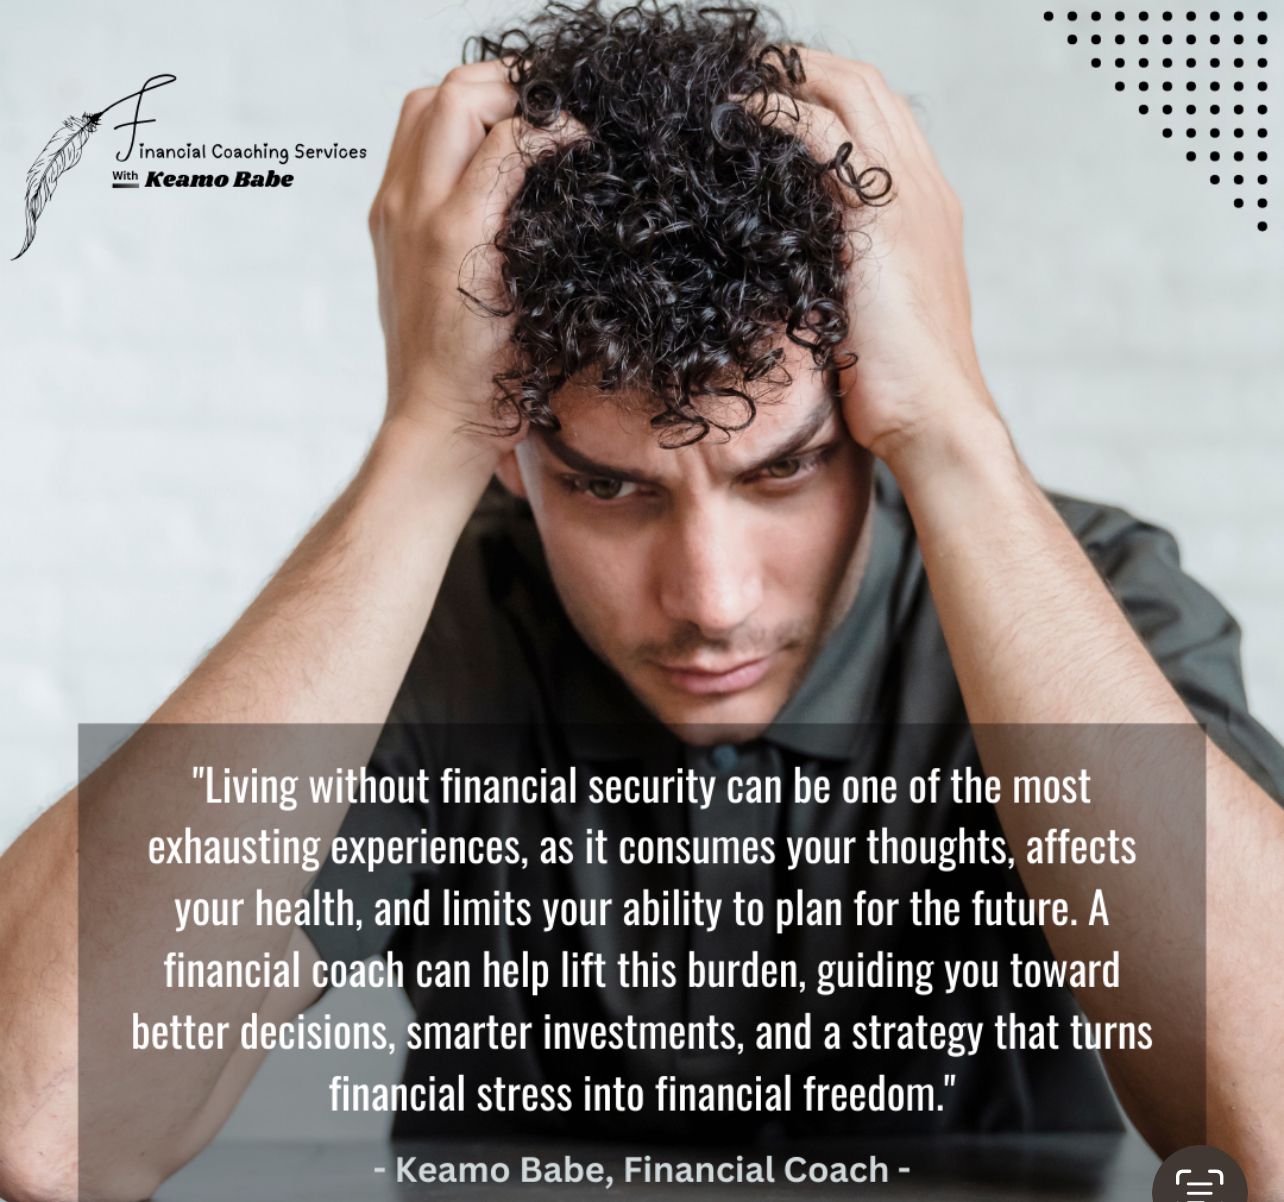 Financial Coaching Services
With Keamo Babe
"Living without financial security can be one of the most
exhausting experiences, as it consumes your thoughts, affects
your health, and limits your ability to plan for the future. A
financial coach can help lift this burden, guiding you toward
better decisions, smarter investments, and a strategy that turns
financial stress into financial freedom."
- Keamo Babe, Financial Coach -